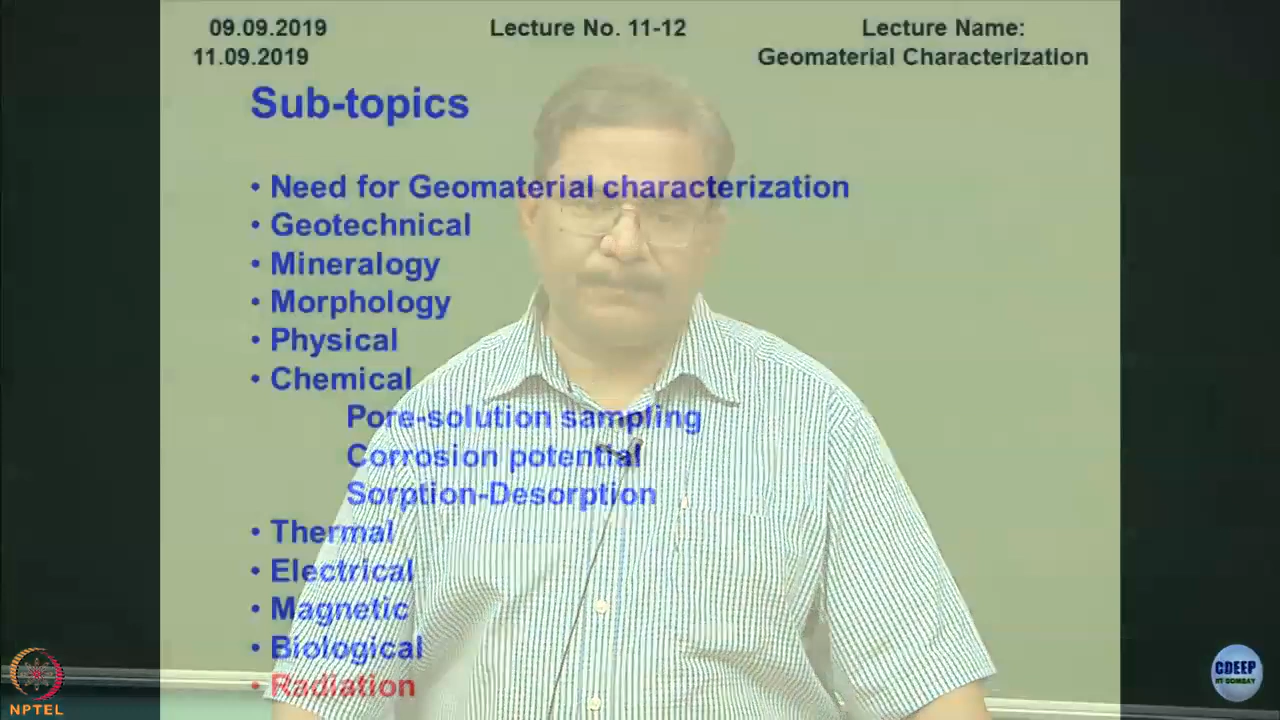 09.09.2019 Lecture No. 11-12 Lecture Name:
11.09.2019 Geomaterial Characterization
Sub-topics
• Need for Geomaterial characterization
• Geotechnical
• Mineralogy
• Morphology
• Physical
• Chemical
Pore-solution sampling
Corrosion potential
Sorption-Desorption
• Thermal
• Electrical
• Magnetic
• Biological
• Radiation
NPTEL
CDEEP
IIT BOMBAY